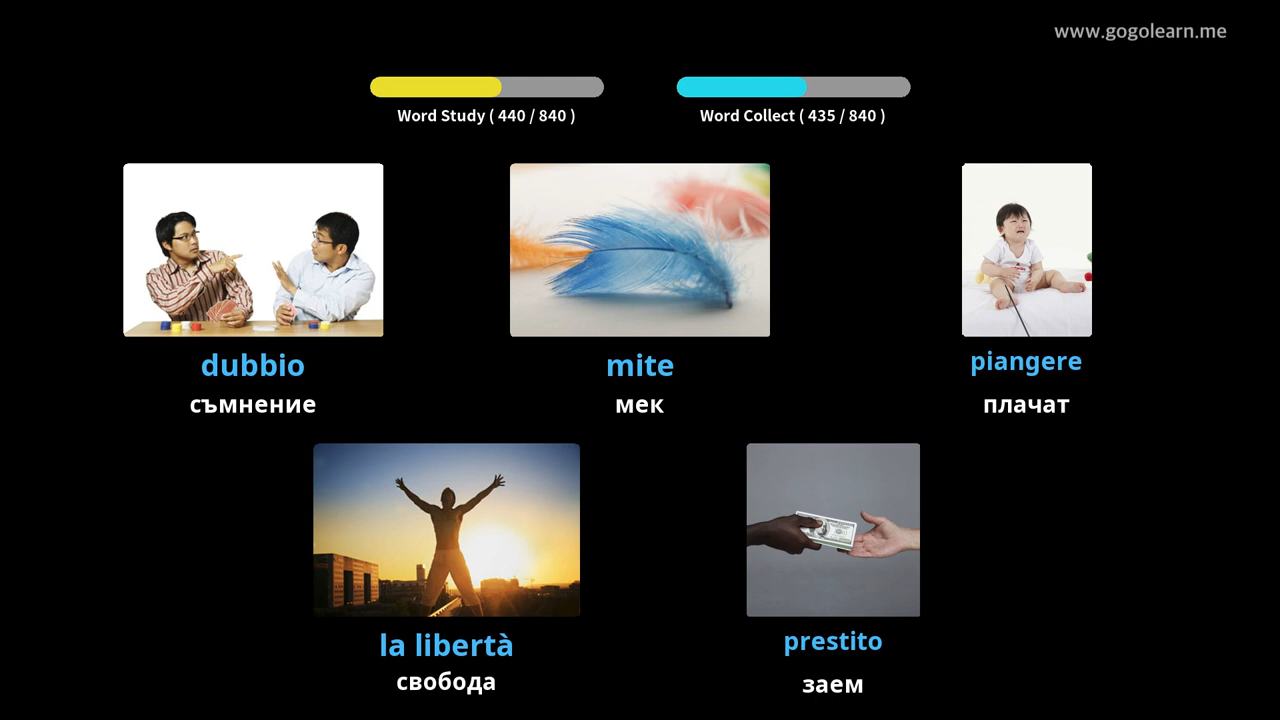 www.gogolearn.me
Word Study ( 440 / 840 )
Word Collect ( 435 / 840 )
dubbio
съмнение
mite
мек
piangere
плачат
la libertà
свобода
prestito
заем